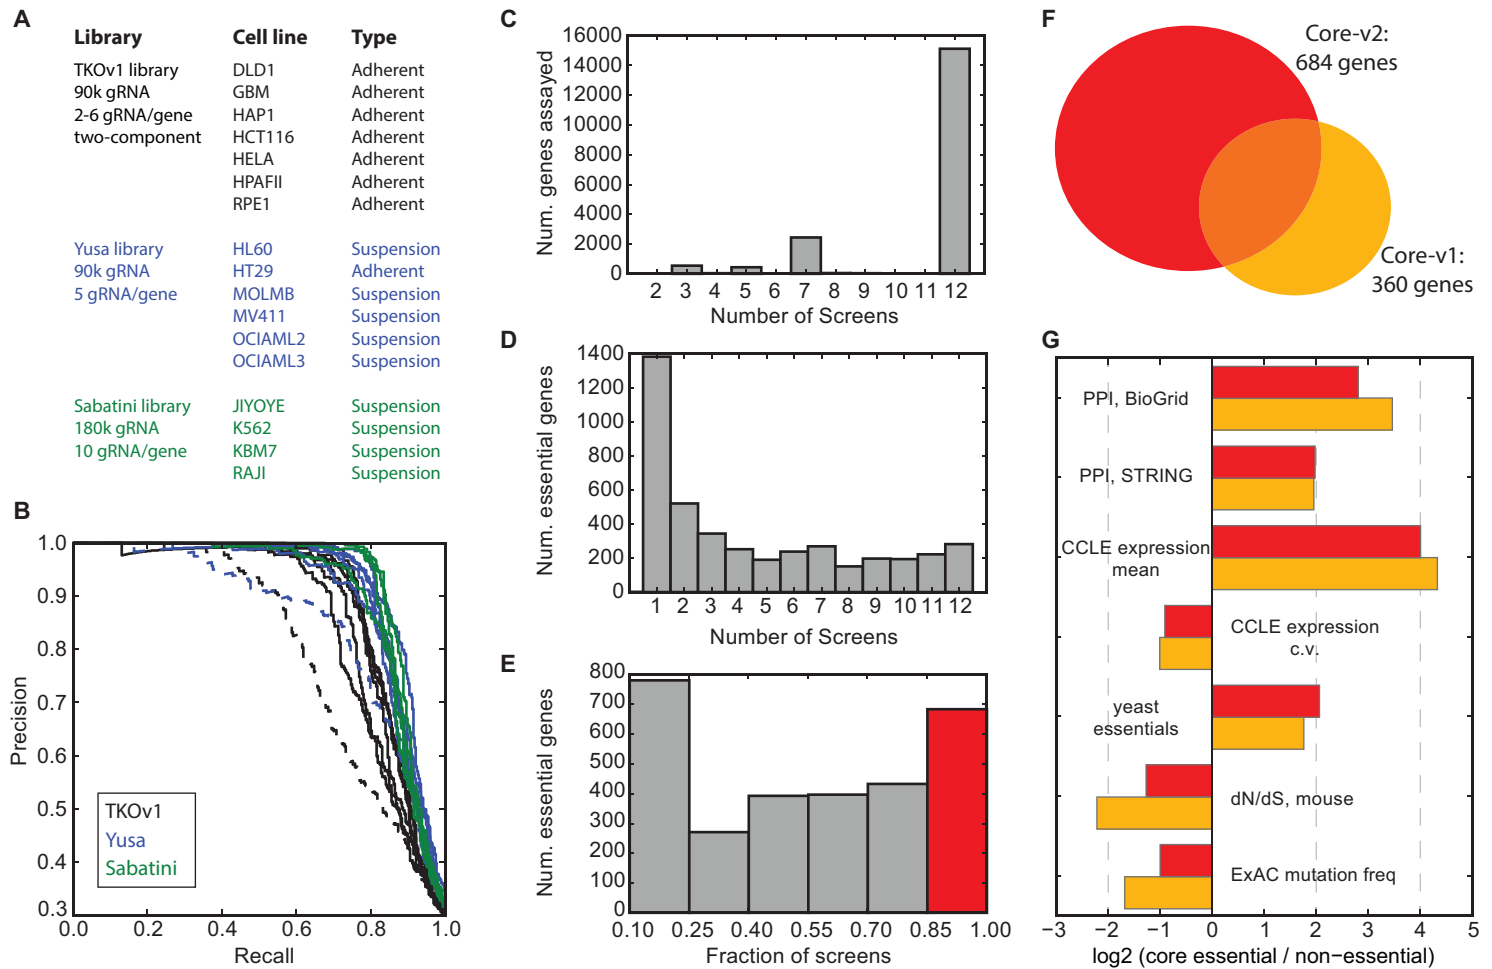 A
Library Cell line Type
TKOv1 library DLD1 Adherent
90k gRNA GBM Adherent
2-6 gRNA/gene HAP1 Adherent
two-component HCT116 Adherent
HELA Adherent
HPAFII Adherent
RPE1 Adherent
Yusa library HL60 Suspension
90k gRNA HT29 Adherent
5 gRNA/gene MOLMB Suspension
MV411 Suspension
OCIAML2 Suspension
OCIAML3 Suspension
Sabatini library JIYOYE Suspension
180k gRNA K562 Suspension
10 gRNA/gene KBM7 Suspension
RAJI Suspension
B
Precision
1.0
0.9
0.8
0.7
0.6
0.5
0.4
0.3
TKOv1
Yusa
Sabatini
0.0 0.2 0.4 0.6 0.8 1.0
Recall
C
Num. genes assayed
16000
14000
12000
10000
8000
6000
4000
2000
0
2 3 4 5 6 7 8 9 10 11 12
Number of Screens
D
Num. essential genes
1400
1200
1000
800
600
400
200
0
1 2 3 4 5 6 7 8 9 10 11 12
Number of Screens
E
Num. essential genes
800
700
600
500
400
300
200
100
0
0.10 0.25 0.40 0.55 0.70 0.85 1.00
Fraction of screens
F
Core-v2:
684 genes
Core-v1:
360 genes
G
PPI, BioGrid
PPI, STRING
CCLE expression
mean
CCLE expression
c.v.
yeast
essentials
dN/dS, mouse
ExAC mutation freq
−3 −2 −1 0 1 2 3 4 5
log2 (core essential / non−essential)